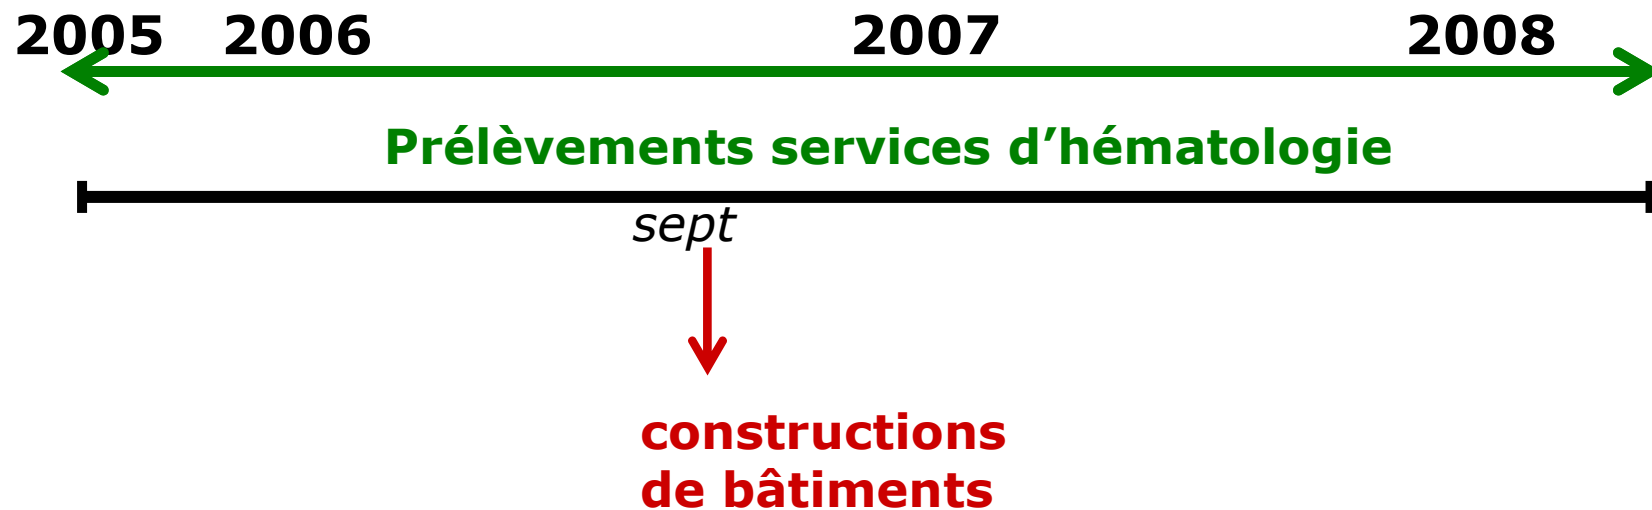 2005 2006 2007 2008
Prélèvements services d’hématologie
sept
constructions
de bâtiments